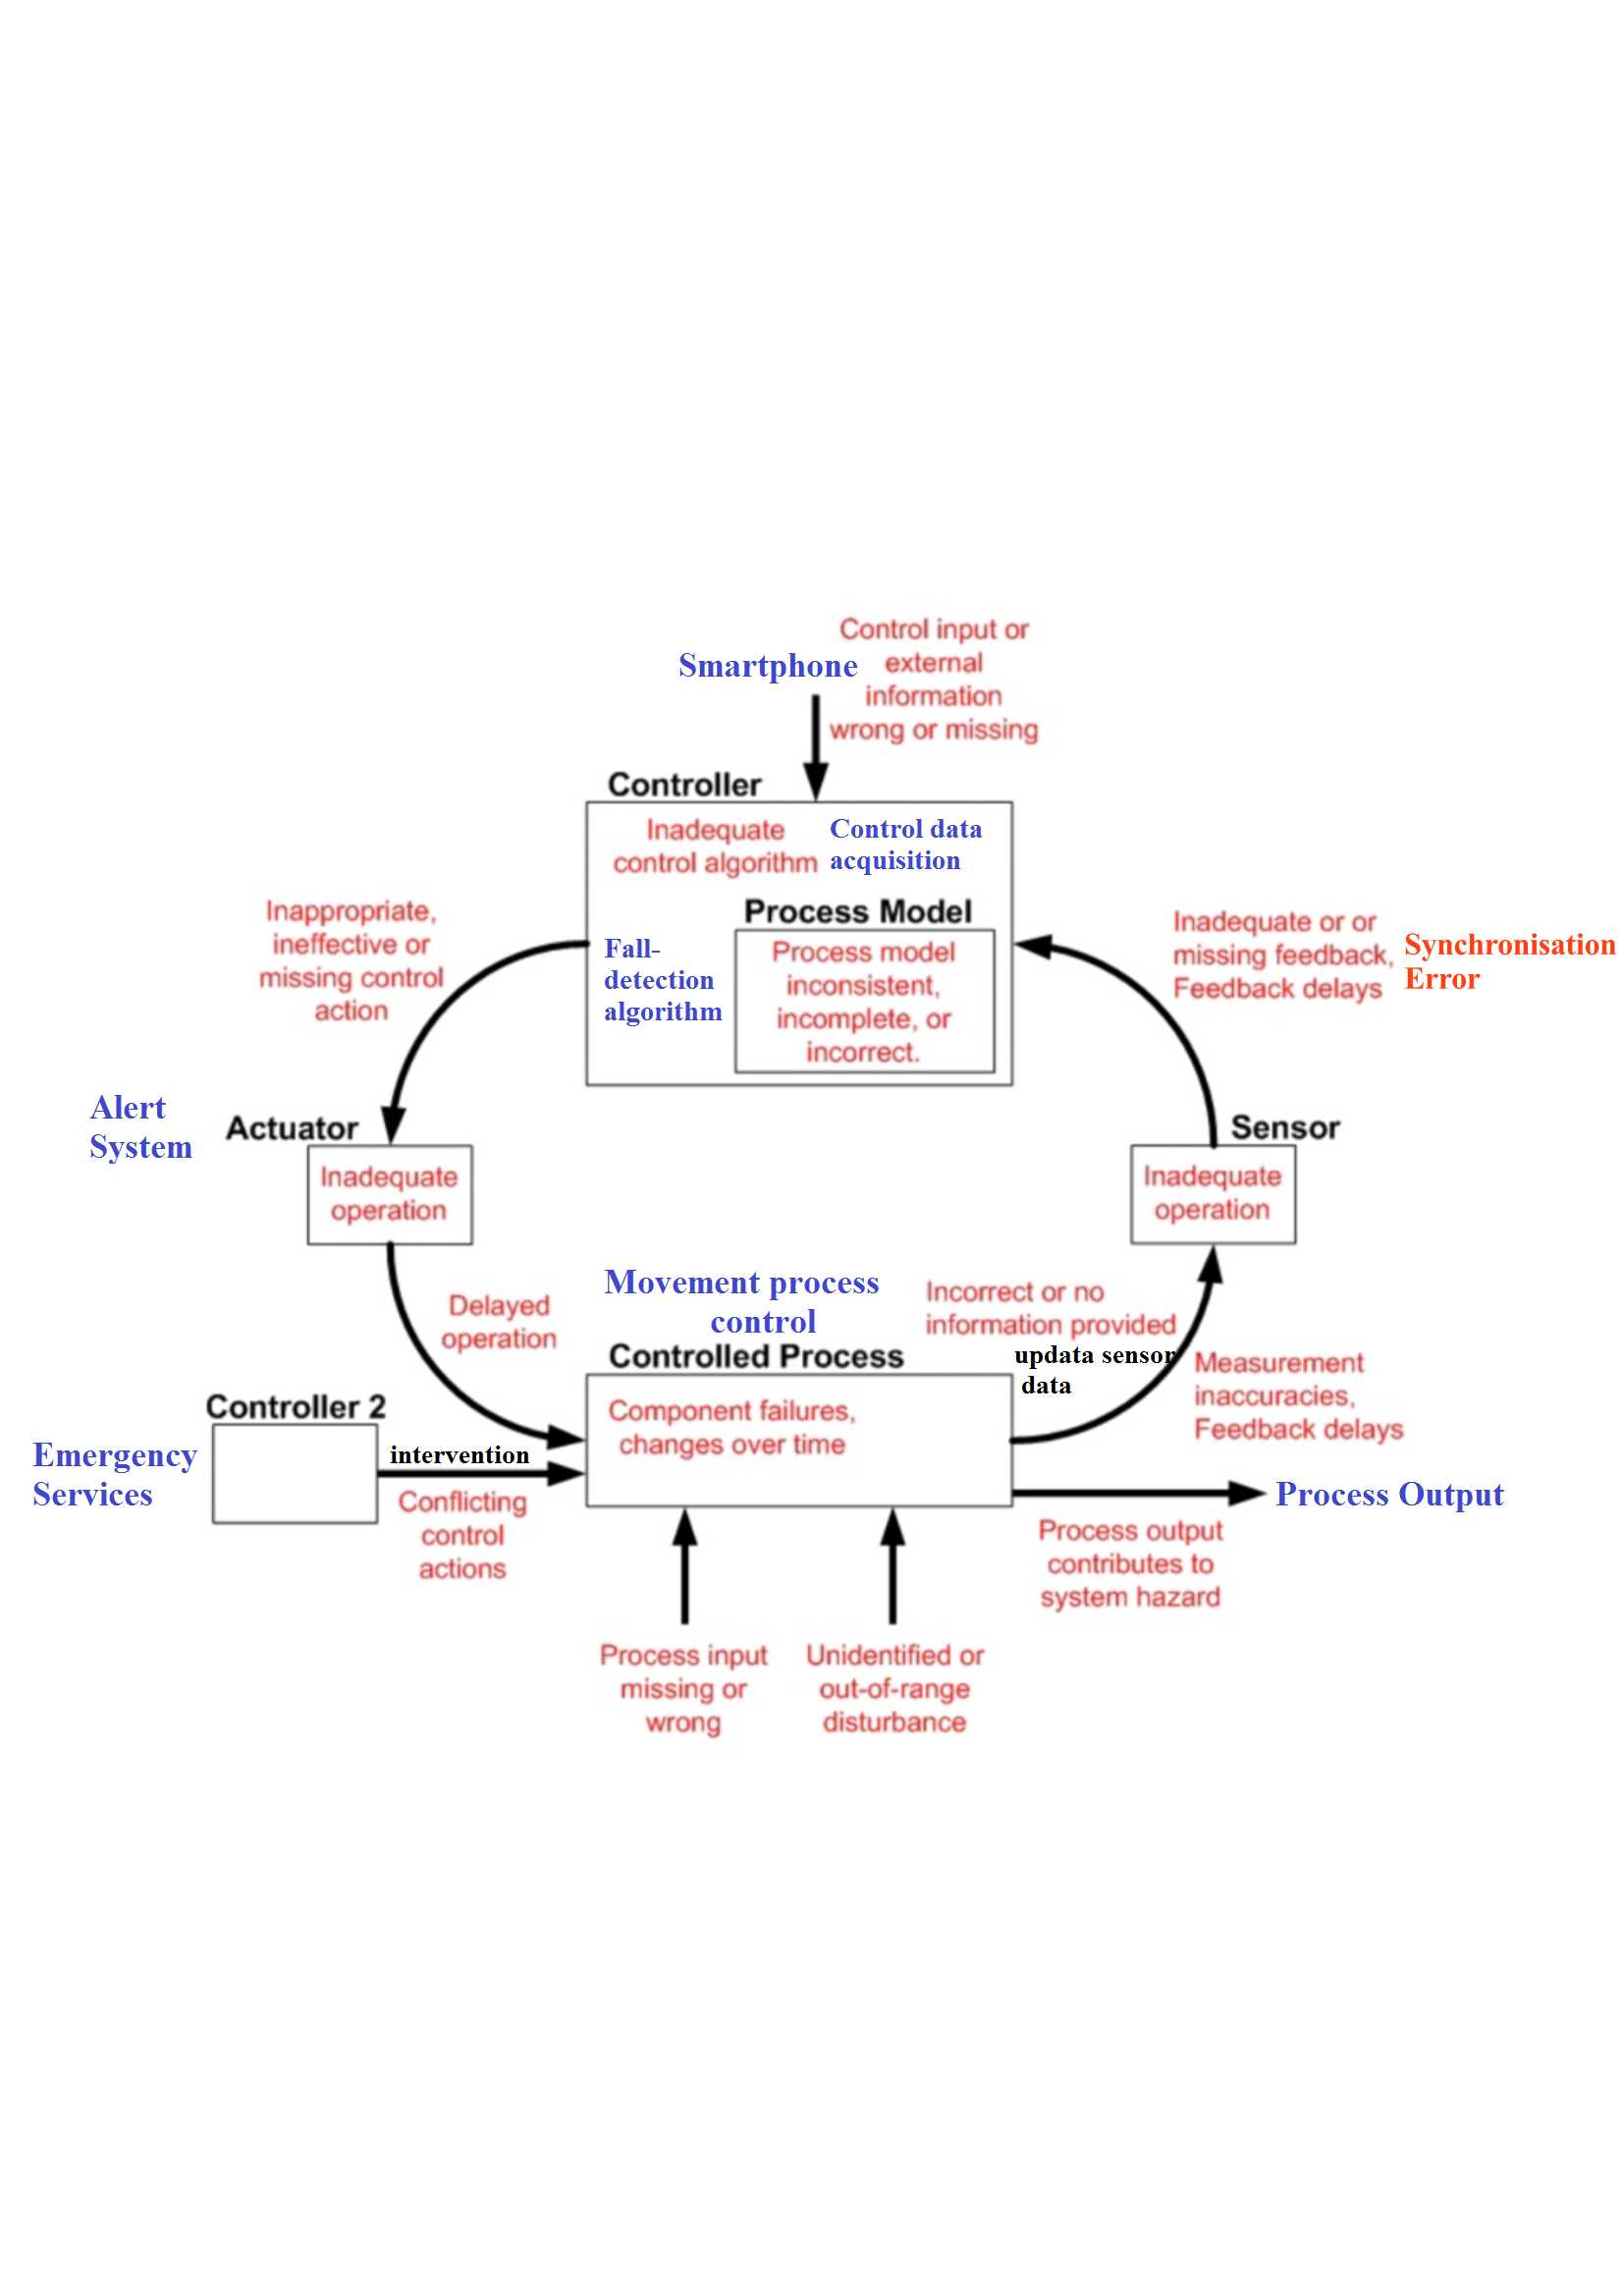 Smartphone
Control input or
external
information
wrong or missing
Controller
Inadequate
control algorithm
Control data
acquisition
Process Model
Process model
inconsistent,
incomplete, or
incorrect.
Fall-
detection
algorithm
Inappropriate,
ineffective or
missing control
action
Inadequate or or
missing feedback,
Feedback delays
Synchronisation
Error
Alert
System
Actuator
Inadequate
operation
Sensor
Inadequate
operation
Delayed
operation
Movement process
control
Controlled Process
Component failures,
changes over time
Incorrect or no
information provided
updata sensor
data
Measurement
inaccuracies,
Feedback delays
Controller 2
Emergency
Services
intervention
Conflicting
control
actions
Process Output
Process output
contributes to
system hazard
Process input
missing or
wrong
Unidentified or
out-of-range
disturbance